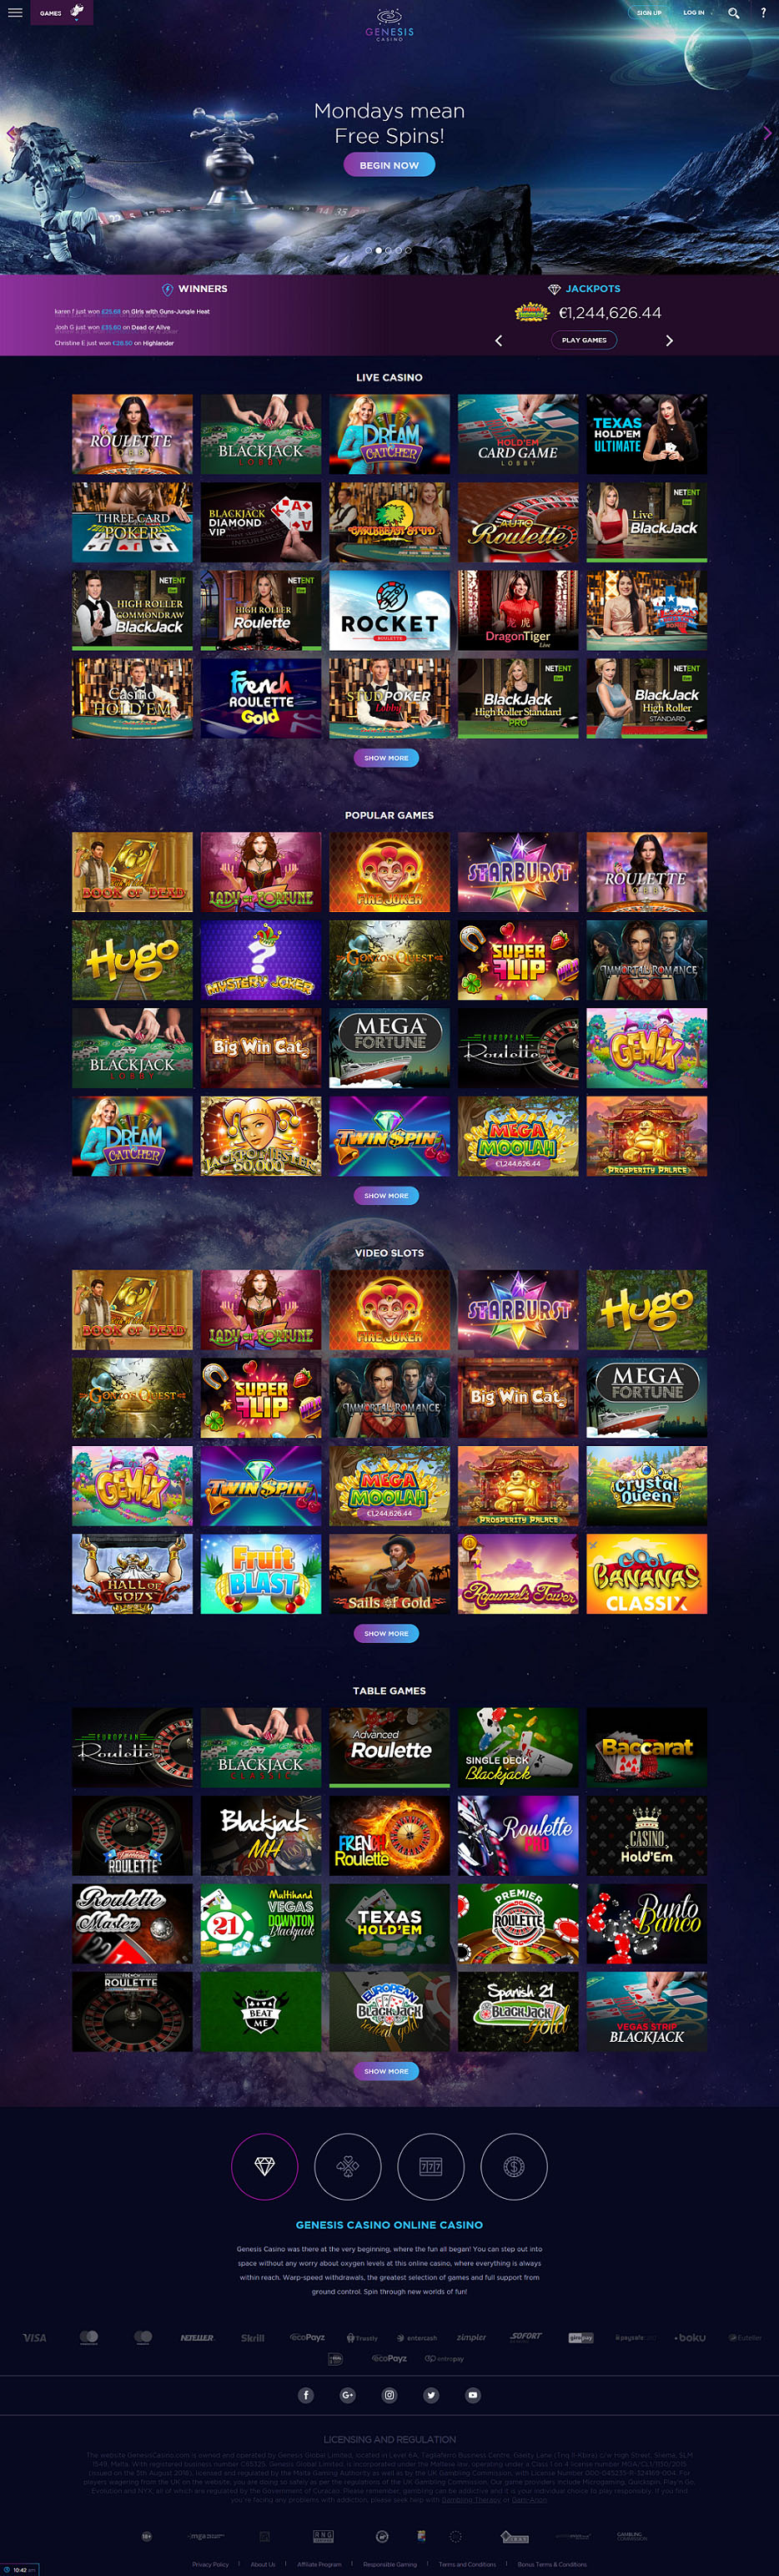 GAMES
GENESIS
CASINO
SIGN UP
LOG IN
?
Mondays mean
Free Spins!
BEGIN NOW
WINNERS
karen f just won £25.68 on Girls with Guns-Jungle Heat
Josh G just won £35.60 on Dead or Alive
Christine E just won €26.50 on Highlander
JACKPOTS
€1,244,626.44
PLAY GAMES
LIVE CASINO
ROULETTE LOBBY
BLACKJACK LOBBY
DREAM CATCHER
HOLD'EM CARD GAME LOBBY
TEXAS HOLD'EM ULTIMATE
THREE CARD POKER
BLACKJACK DIAMOND VIP
CARIBBEAN STUD
AUTO Roulette
NETENT Live BlackJack
NETENT HIGH ROLLER COMMONDRAW BlackJack
NETENT HIGH ROLLER Roulette
ROCKET ROULETTE
龙 虎 DragonTiger Live
Casino HOLD'EM
French ROULETTE Gold
STUD POKER Lobby
NETENT BlackJack High Roller Standard PRO
NETENT BlackJack High Roller STANDARD
SHOW MORE
POPULAR GAMES
BOOK OF DEAD
LADY OF FORTUNE
FIRE JOKER
STARBURST
ROULETTE LOBBY
Hugo
MYSTERY JOKER
GONZO'S QUEST
SUPER FLIP
IMMORTAL ROMANCE
BLACKJACK LOBBY
Big Win Cat
MEGA FORTUNE
EUROPEAN Roulette
GEMIX
DREAM CATCHER
JACKPOT JESTER 50,000
TWIN SPIN
MEGA MOOLAH €1,244,626.44
PROSPERITY PALACE
SHOW MORE
VIDEO SLOTS
BOOK OF DEAD
LADY OF FORTUNE
FIRE JOKER
STARBURST
Hugo
GONZO'S QUEST
SUPER FLIP
IMMORTAL ROMANCE
Big Win Cat
MEGA FORTUNE
GEMIX
TWIN SPIN
MEGA MOOLAH €1,244,626.44
PROSPERITY PALACE
Crystal Queen
HALL OF GODS
Fruit BLAST
Sails of Gold
Rapunzel's Tower
COOL BANANAS CLASSIX
SHOW MORE
TABLE GAMES
EUROPEAN Roulette
BLACKJACK CLASSIC
Advanced Roulette
SINGLE DECK Blackjack
Baccarat
ROULETTE
Blackjack MH
FRENCH Roulette
Roulette PRO
CASINO Hold'Em
Roulette Master
21 Multihand VEGAS DOWNTON Blackjack
TEXAS HOLD'EM
PREMIER ROULETTE
Punto Banco
FRENCH ROULETTE
BEAT ME
EUROPEAN BLACKJACK gold
Spanish 21 BLACKJACK gold
VEGAS STRIP BLACKJACK
SHOW MORE
777
GENESIS CASINO ONLINE CASINO
Genesis Casino was there at the very beginning, where the fun all began! You can step out into
space without any worry about oxygen levels at this online casino, where everything is always
within reach. Warp-speed withdrawals, the greatest selection of games and full support from
ground control. Spin through new worlds of fun!
VISA
NETELLER
Skrill
ecoPayz
Trustly
entercash
zimpler
SOFORT
giropay
paysafe
boku
Euteller
ecoPayz
entropay
LICENSING AND REGULATION
Privacy Policy | About Us | Affiliate Program | Responsible Gaming | Terms and Conditions | Bonus Terms & Conditions
10:42